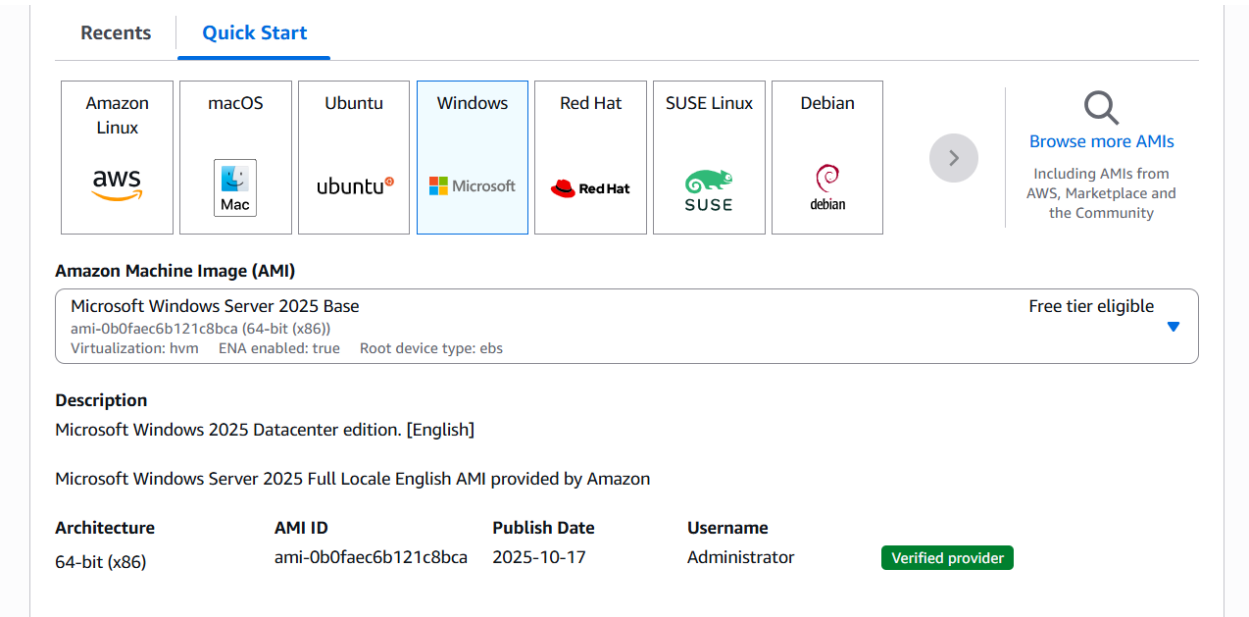 Recents
Quick Start
Amazon
Linux
aws
macOS
Mac
Ubuntu
ubuntu
Windows
Microsoft
Red Hat
Red Hat
SUSE Linux
SUSE
Debian
debian
Browse more AMIs
Including AMIs from
AWS, Marketplace and
the Community
Amazon Machine Image (AMI)
Microsoft Windows Server 2025 Base
Free tier eligible
ami-0b0faec6b121c8bca (64-bit (x86))
Virtualization: hvm ENA enabled: true Root device type: ebs
Description
Microsoft Windows 2025 Datacenter edition. [English]
Microsoft Windows Server 2025 Full Locale English AMI provided by Amazon
Architecture
64-bit (x86)
AMI ID
ami-0b0faec6b121c8bca
Publish Date
2025-10-17
Username
Administrator
Verified provider